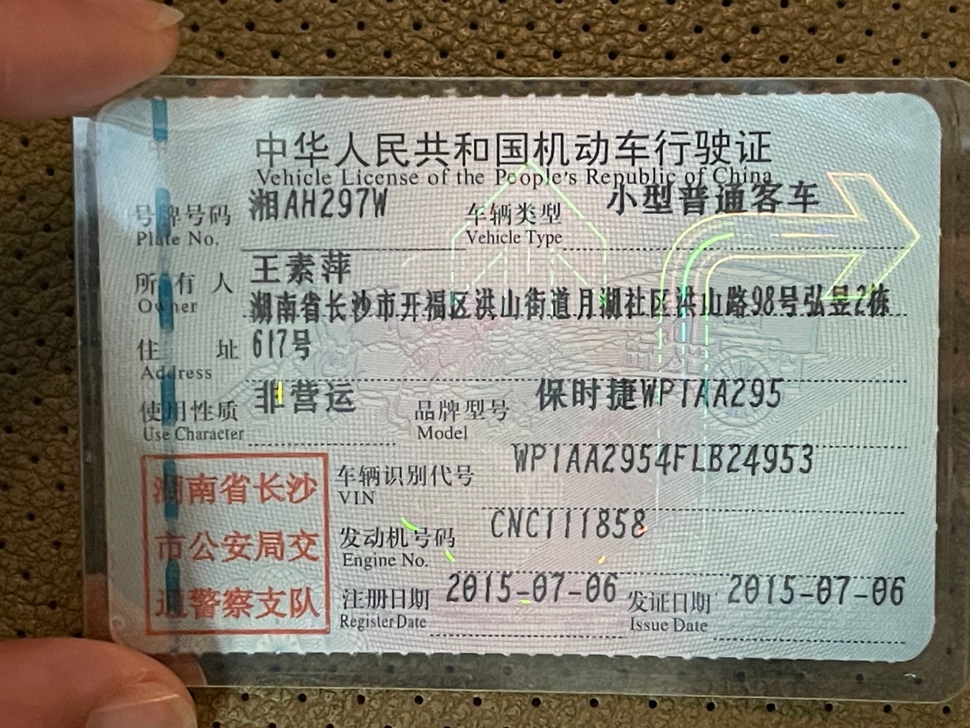 中华人民共和国机动车行驶证
Vehicle License of the People's Republic of China
号牌号码 湘AH297W 车辆类型 小型普通客车
Plate No. Vehicle Type
所有人 王素萍
Owner
湖南省长沙市开福区洪山街道月湖社区洪山路98号弘昱2栋
住址 617号
Address
使用性质 非营运 品牌型号 保时捷WP1AA295
Use Character Model
车辆识别代号 WP1AA2954FLB24953
VIN
发动机号码 CNC111858
Engine No.
注册日期 2015-07-06 发证日期 2015-07-06
Register Date Issue Date
湖南省长沙
市公安局交
通警察支队